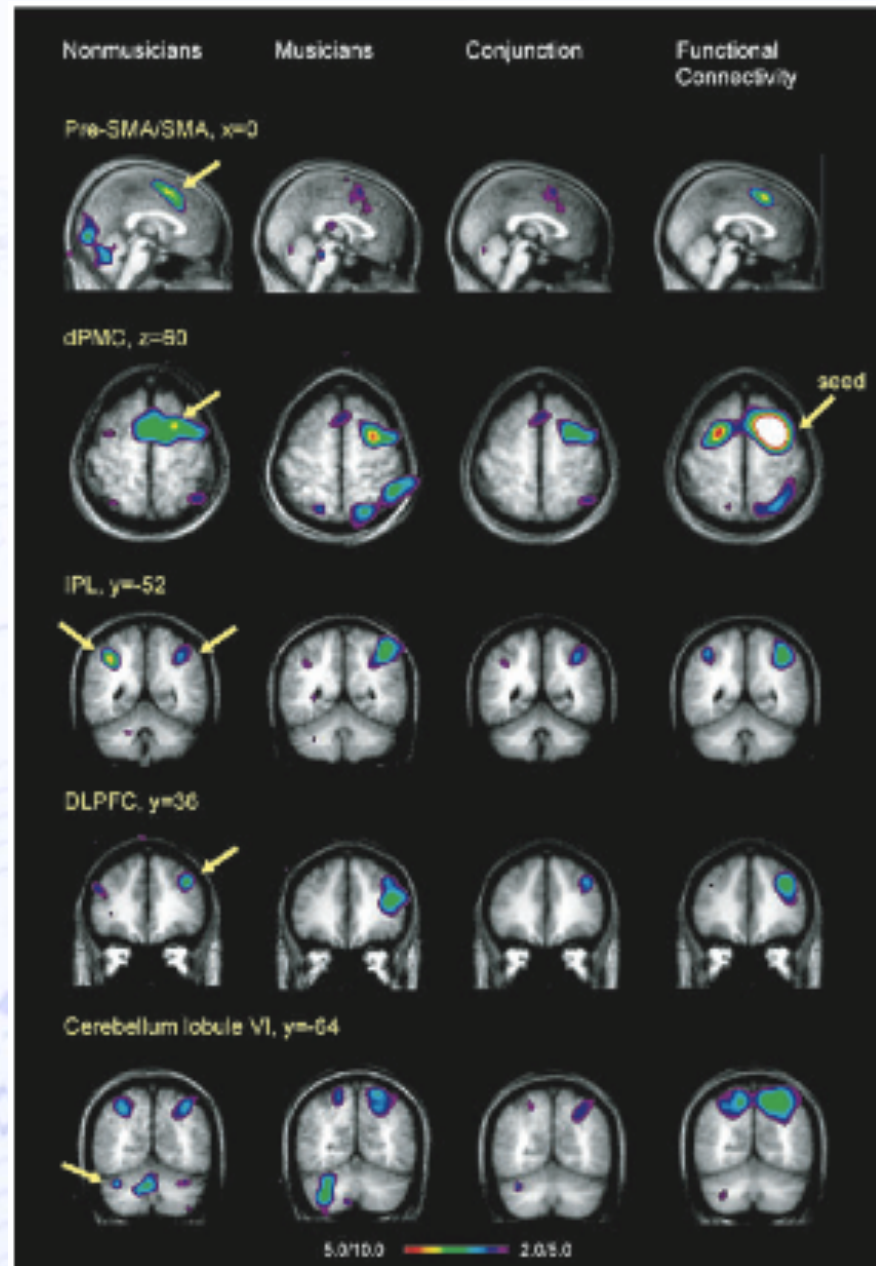 Nonmusicians Musicians Conjunction Functional
Connectivity
Pre-SMA/SMA, x=0
dPMC, z=60
seed
IPL, y=-52
DLPFC, y=36
Cerebellum lobule VI, y=-64
5.0/10.0 2.0/5.0